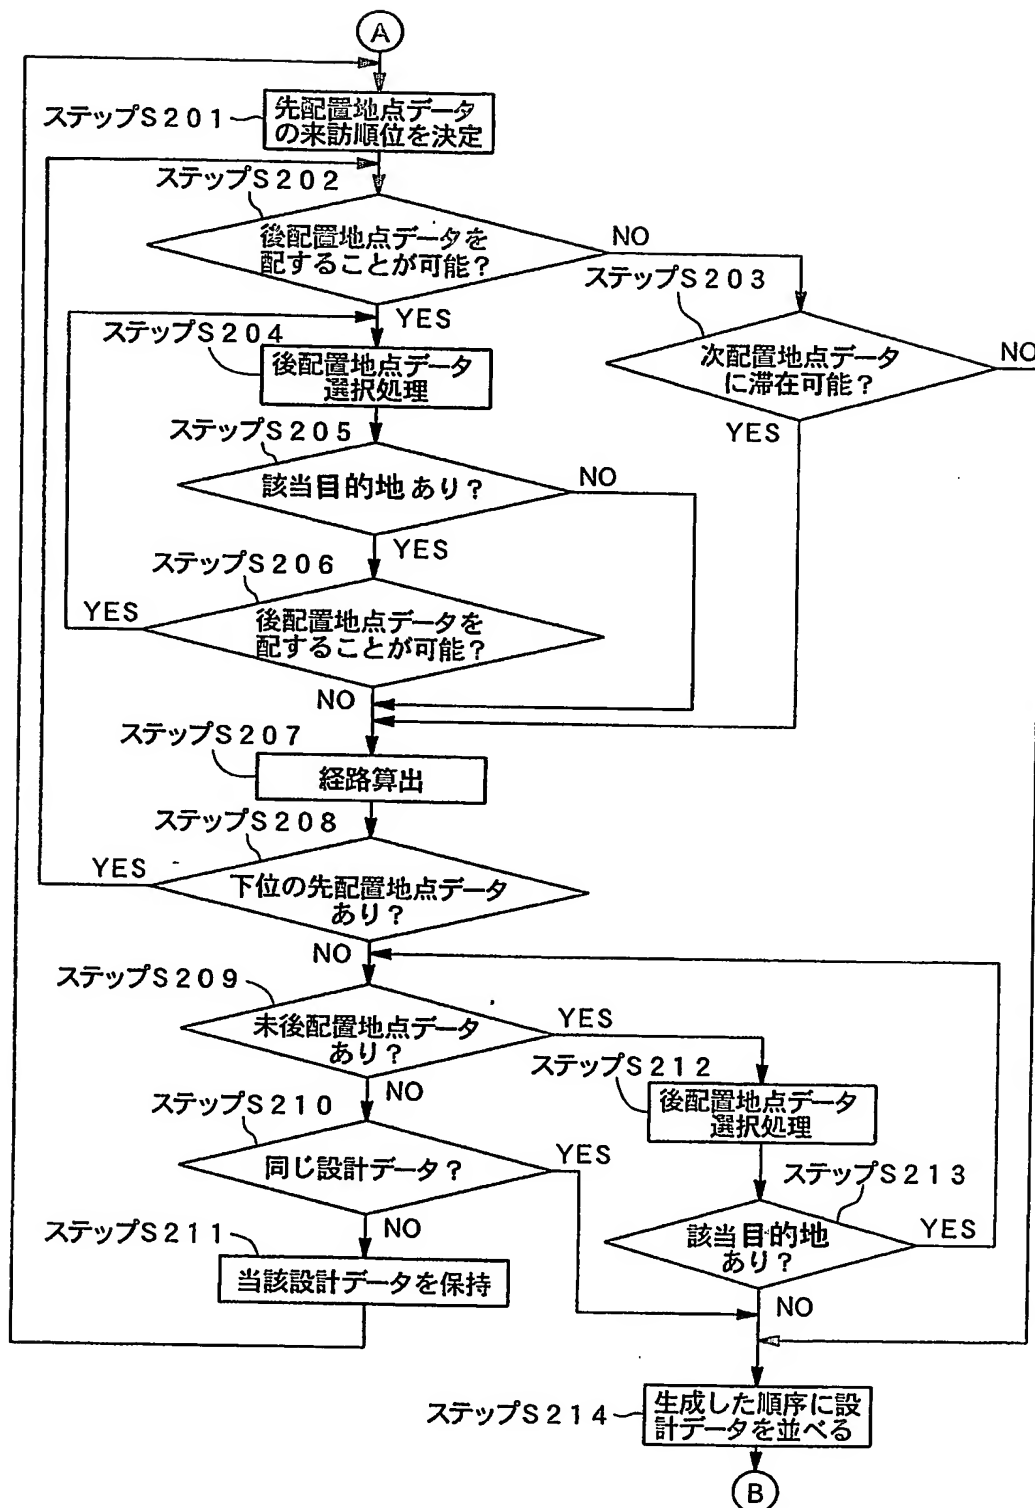 A
ステップS201
先配置地点データ
の来訪順位を決定
ステップS202
後配置地点データを
配することが可能?
NO
YES
ステップS203
次配置地点データ
に滞在可能?
NO
YES
ステップS204
後配置地点データ
選択処理
ステップS205
該当目的地あり?
NO
YES
ステップS206
後配置地点データを
配することが可能?
YES
NO
ステップS207
経路算出
ステップS208
下位の先配置地点データ
あり?
YES
NO
ステップS209
未後配置地点データ
あり?
YES
NO
ステップS212
後配置地点データ
選択処理
ステップS210
同じ設計データ?
YES
NO
ステップS213
該当目的地
あり?
YES
NO
ステップS211
当該設計データを保持
ステップS214
生成した順序に設
計データを並べる
B